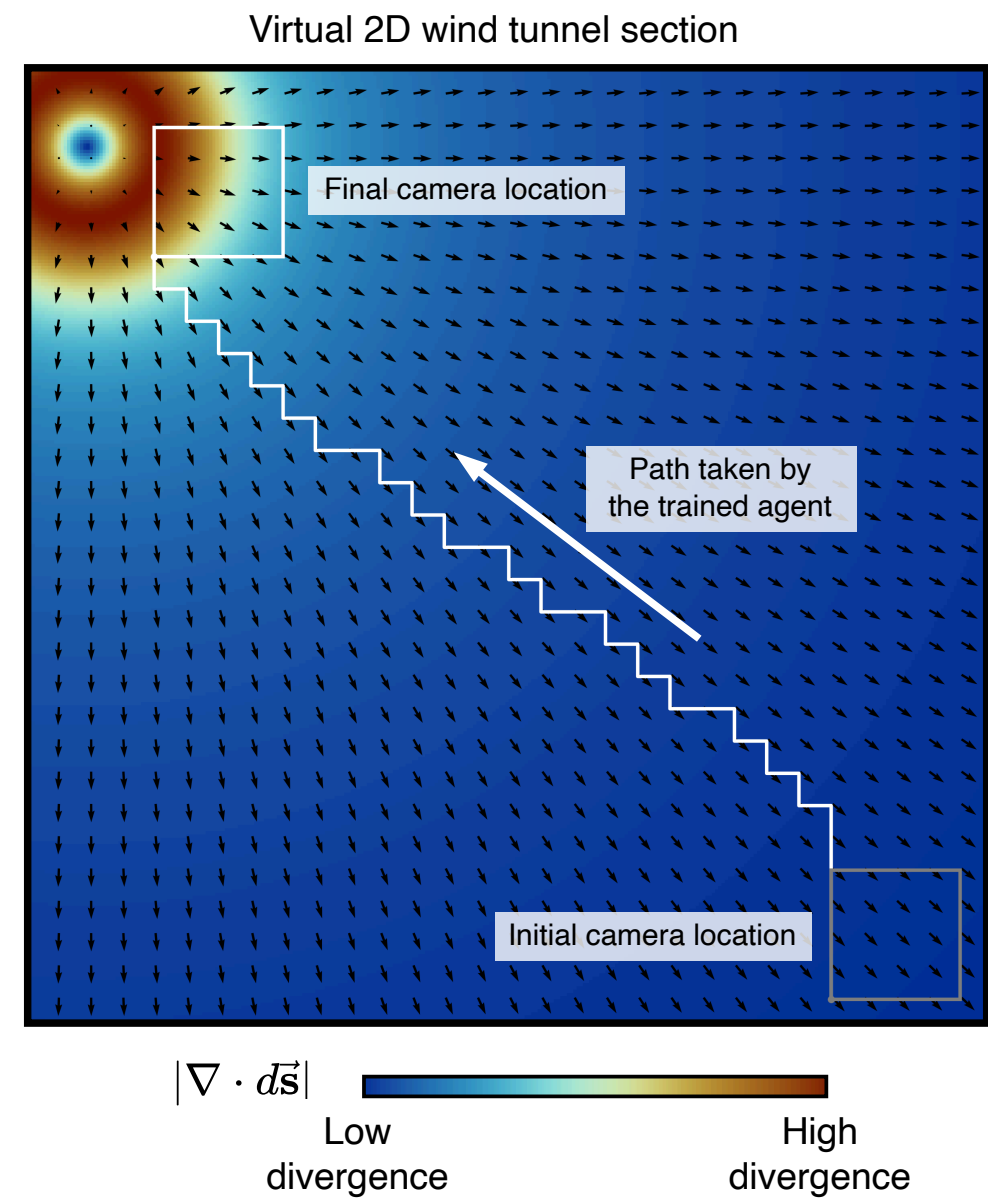 Virtual 2D wind tunnel section
Final camera location
Path taken by
the trained agent
Initial camera location
|∇ · d\vec{s}|
Low
divergence
High
divergence